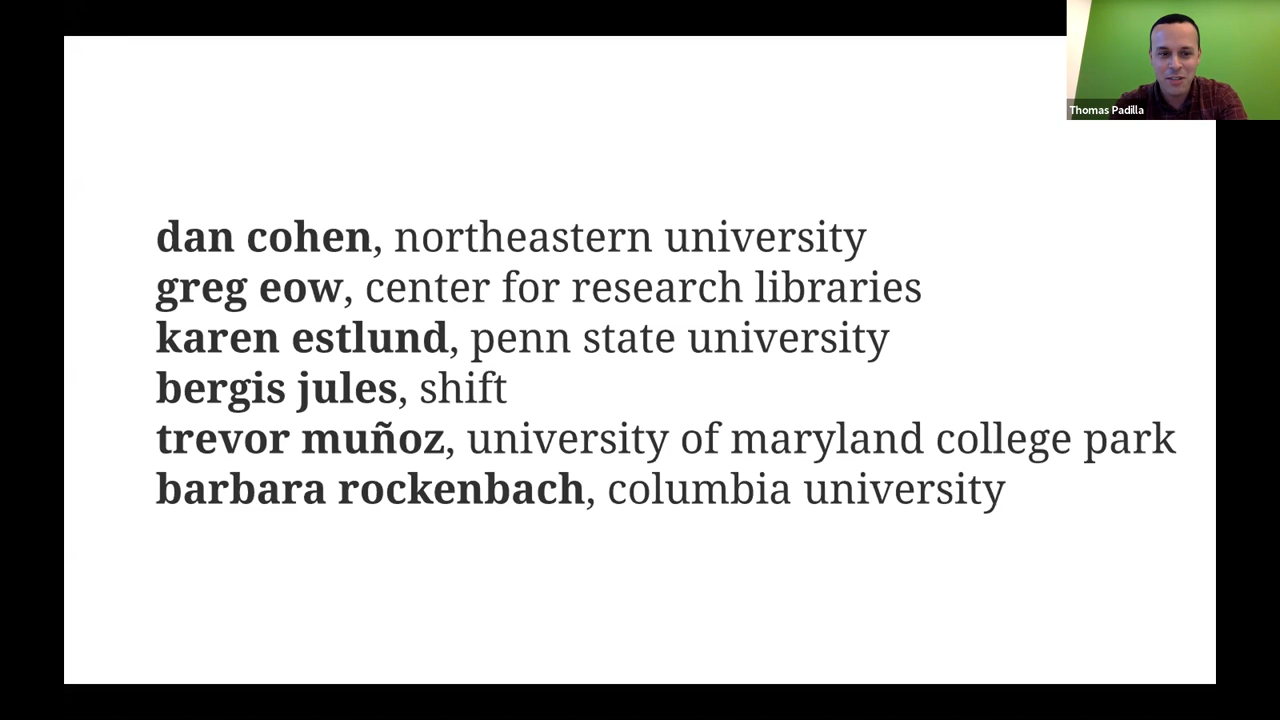 Thomas Padilla
dan cohen, northeastern university
greg eow, center for research libraries
karen estlund, penn state university
bergis jules, shift
trevor muñoz, university of maryland college park
barbara rockenbach, columbia university